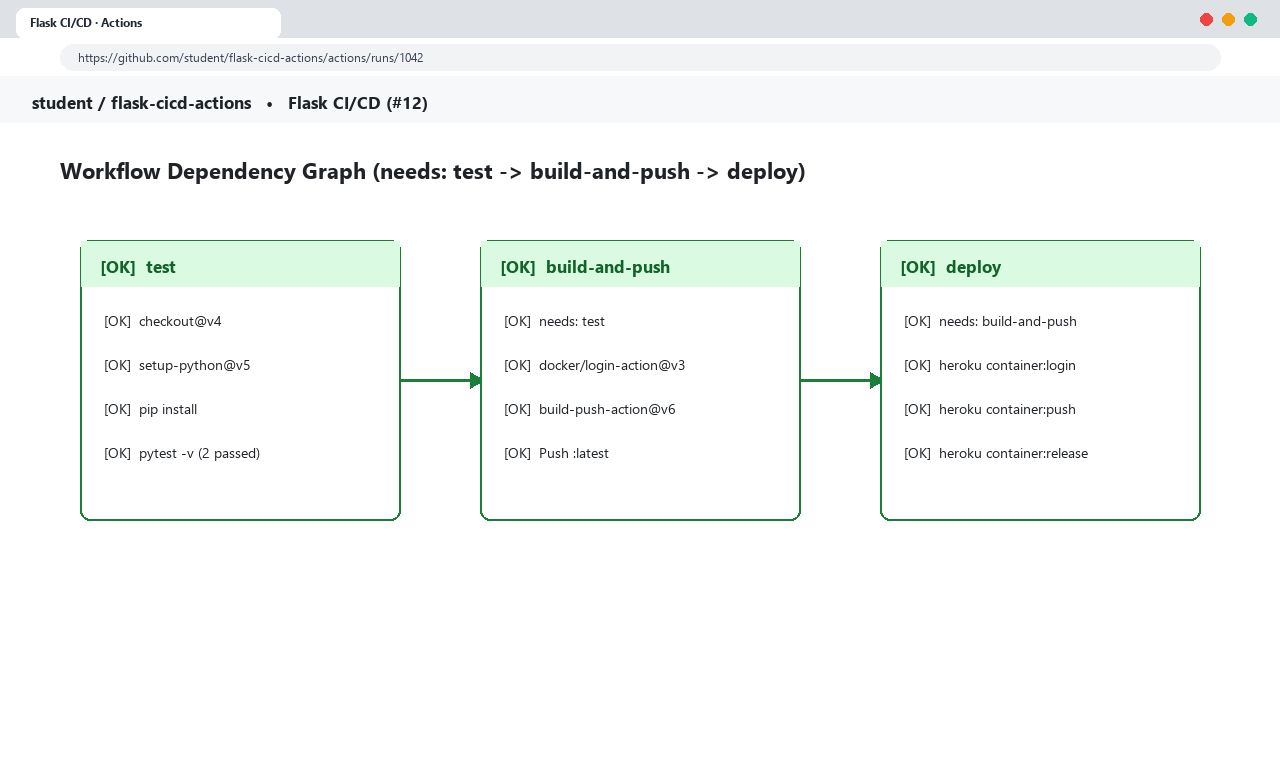 Flask CI/CD · Actions
https://github.com/student/flask-cicd-actions/actions/runs/1042
student / flask-cicd-actions • Flask CI/CD (#12)
Workflow Dependency Graph (needs: test -> build-and-push -> deploy)
[OK] test
[OK] checkout@v4
[OK] setup-python@v5
[OK] pip install
[OK] pytest -v (2 passed)
[OK] build-and-push
[OK] needs: test
[OK] docker/login-action@v3
[OK] build-push-action@v6
[OK] Push :latest
[OK] deploy
[OK] needs: build-and-push
[OK] heroku container:login
[OK] heroku container:push
[OK] heroku container:release